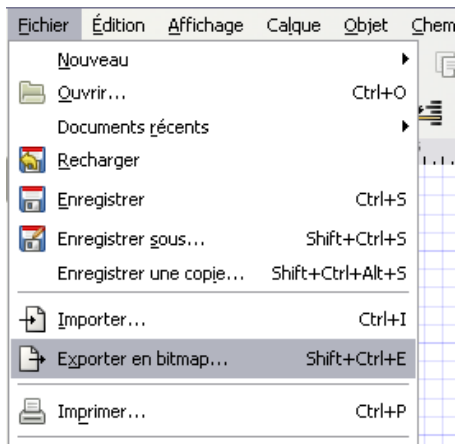 Fichier Édition Affichage Calque Objet Chem
Nouveau
Ouvrir... Ctrl+O
Documents récents
Recharger
Enregistrer Ctrl+S
Enregistrer sous... Shift+Ctrl+S
Enregistrer une copie... Shift+Ctrl+Alt+S
Importer... Ctrl+I
Exporter en bitmap... Shift+Ctrl+E
Imprimer... Ctrl+P